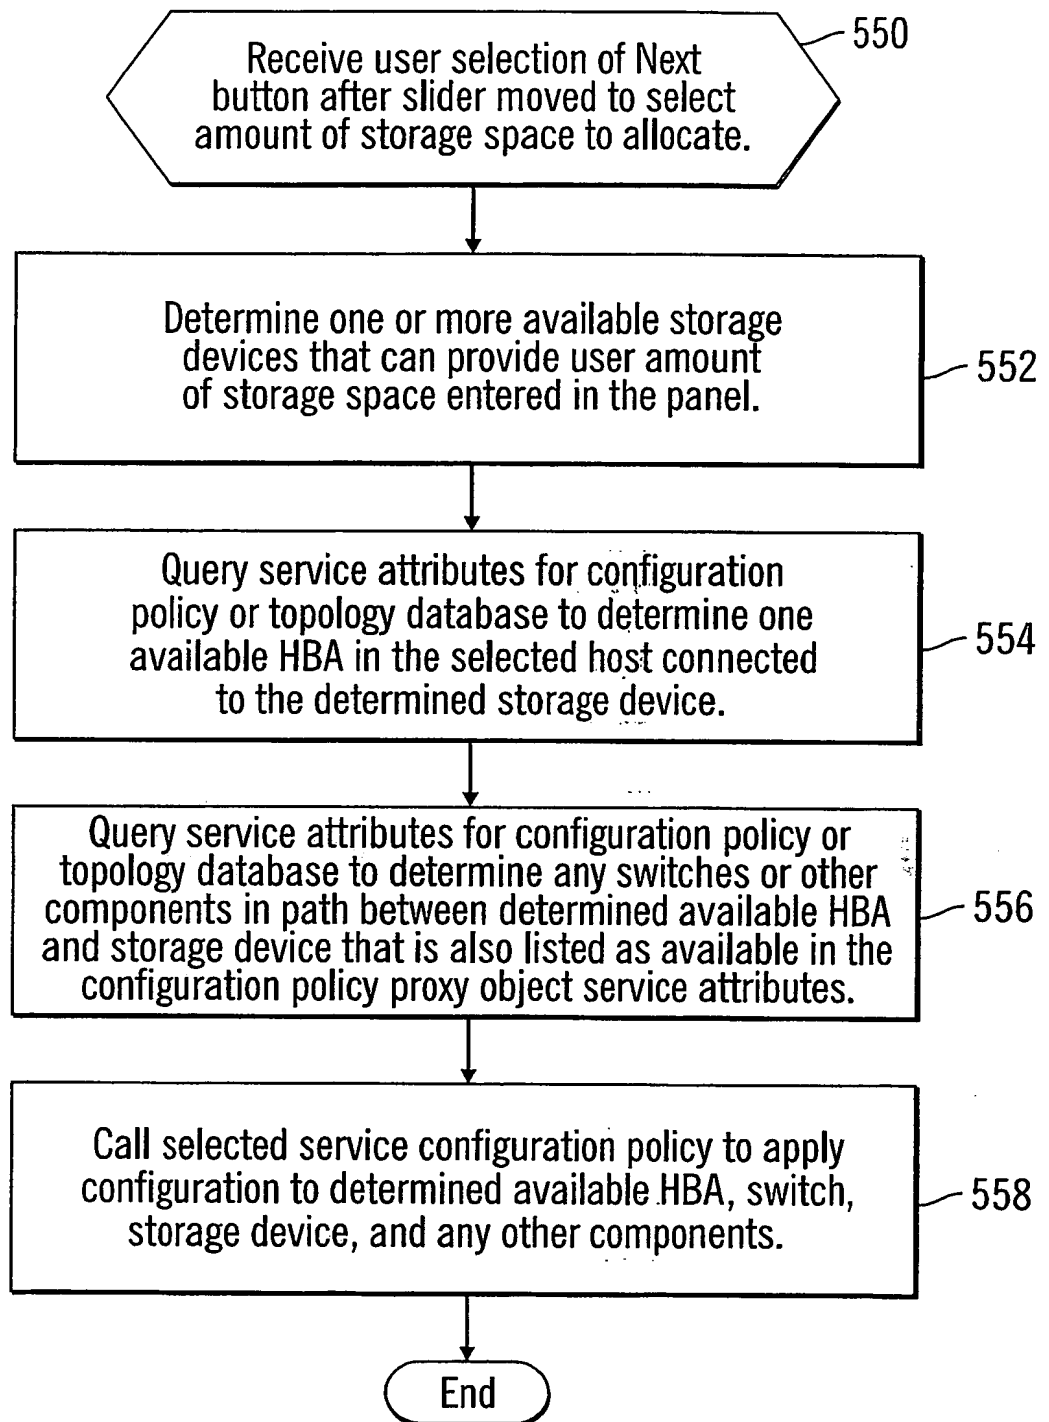 Receive user selection of Next
button after slider moved to select
amount of storage space to allocate.
550
Determine one or more available storage
devices that can provide user amount
of storage space entered in the panel.
552
Query service attributes for configuration
policy or topology database to determine one
available HBA in the selected host connected
to the determined storage device.
554
Query service attributes for configuration policy or
topology database to determine any switches or other
components in path between determined available HBA
and storage device that is also listed as available in the
configuration policy proxy object service attributes.
556
Call selected service configuration policy to apply
configuration to determined available HBA, switch,
storage device, and any other components.
558
End